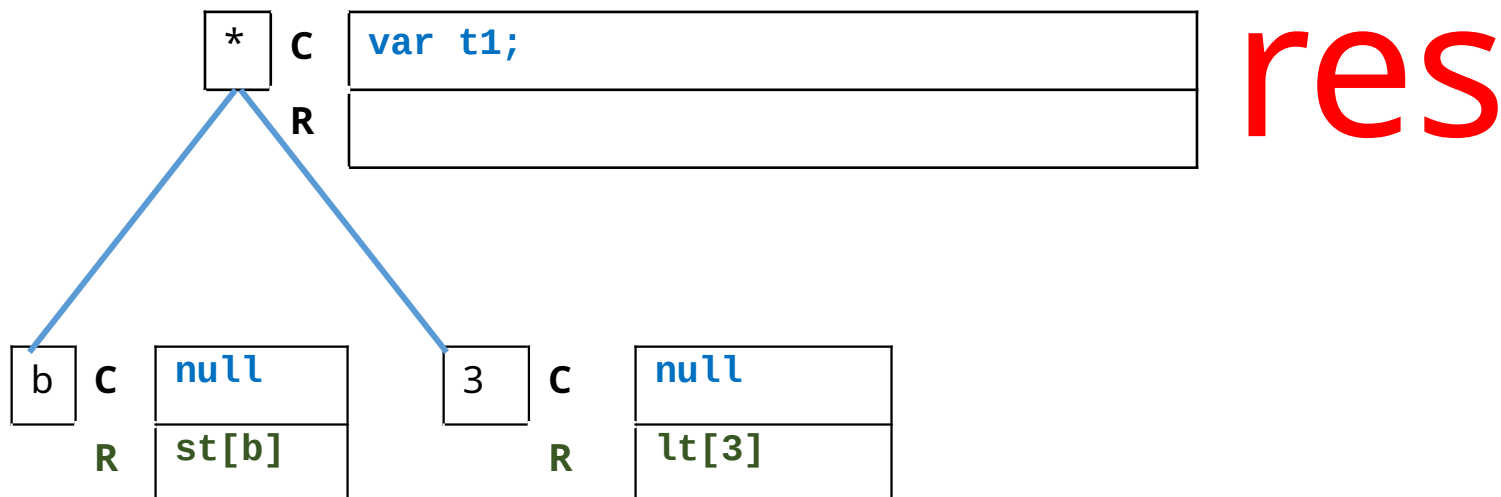 * C var t1; res
R
b C null 3 C null
R st[b] R lt[3]